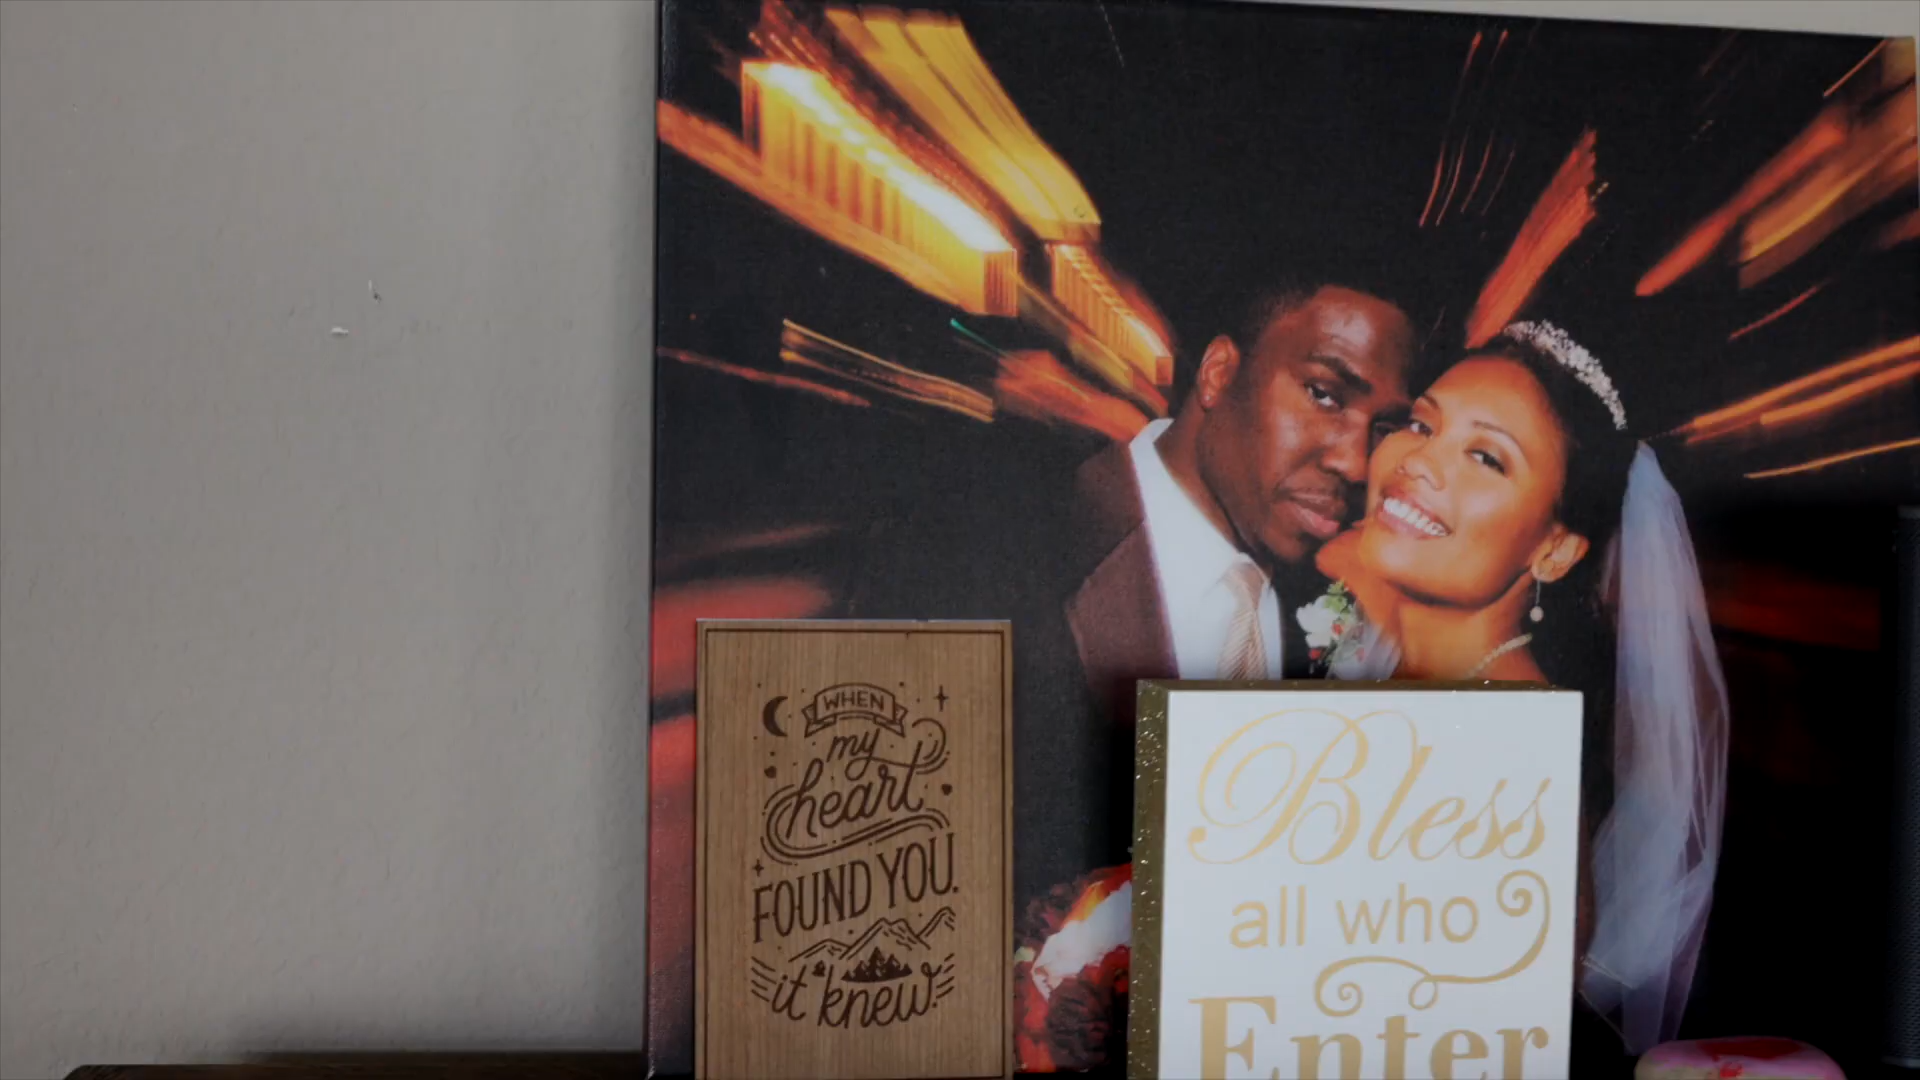 WHEN
my
heart
FOUND YOU.
it knew.
Bless
all who
Enter